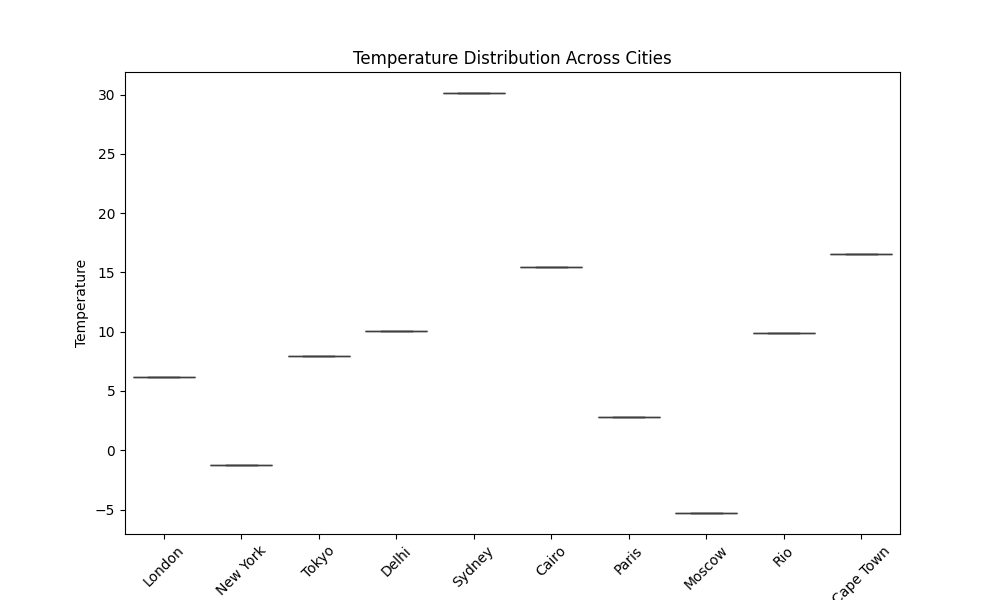 Temperature Distribution Across Cities
30
25
20
15
10
5
0
−5
Temperature
London
New York
Tokyo
Delhi
Sydney
Cairo
Paris
Moscow
Rio
Cape Town